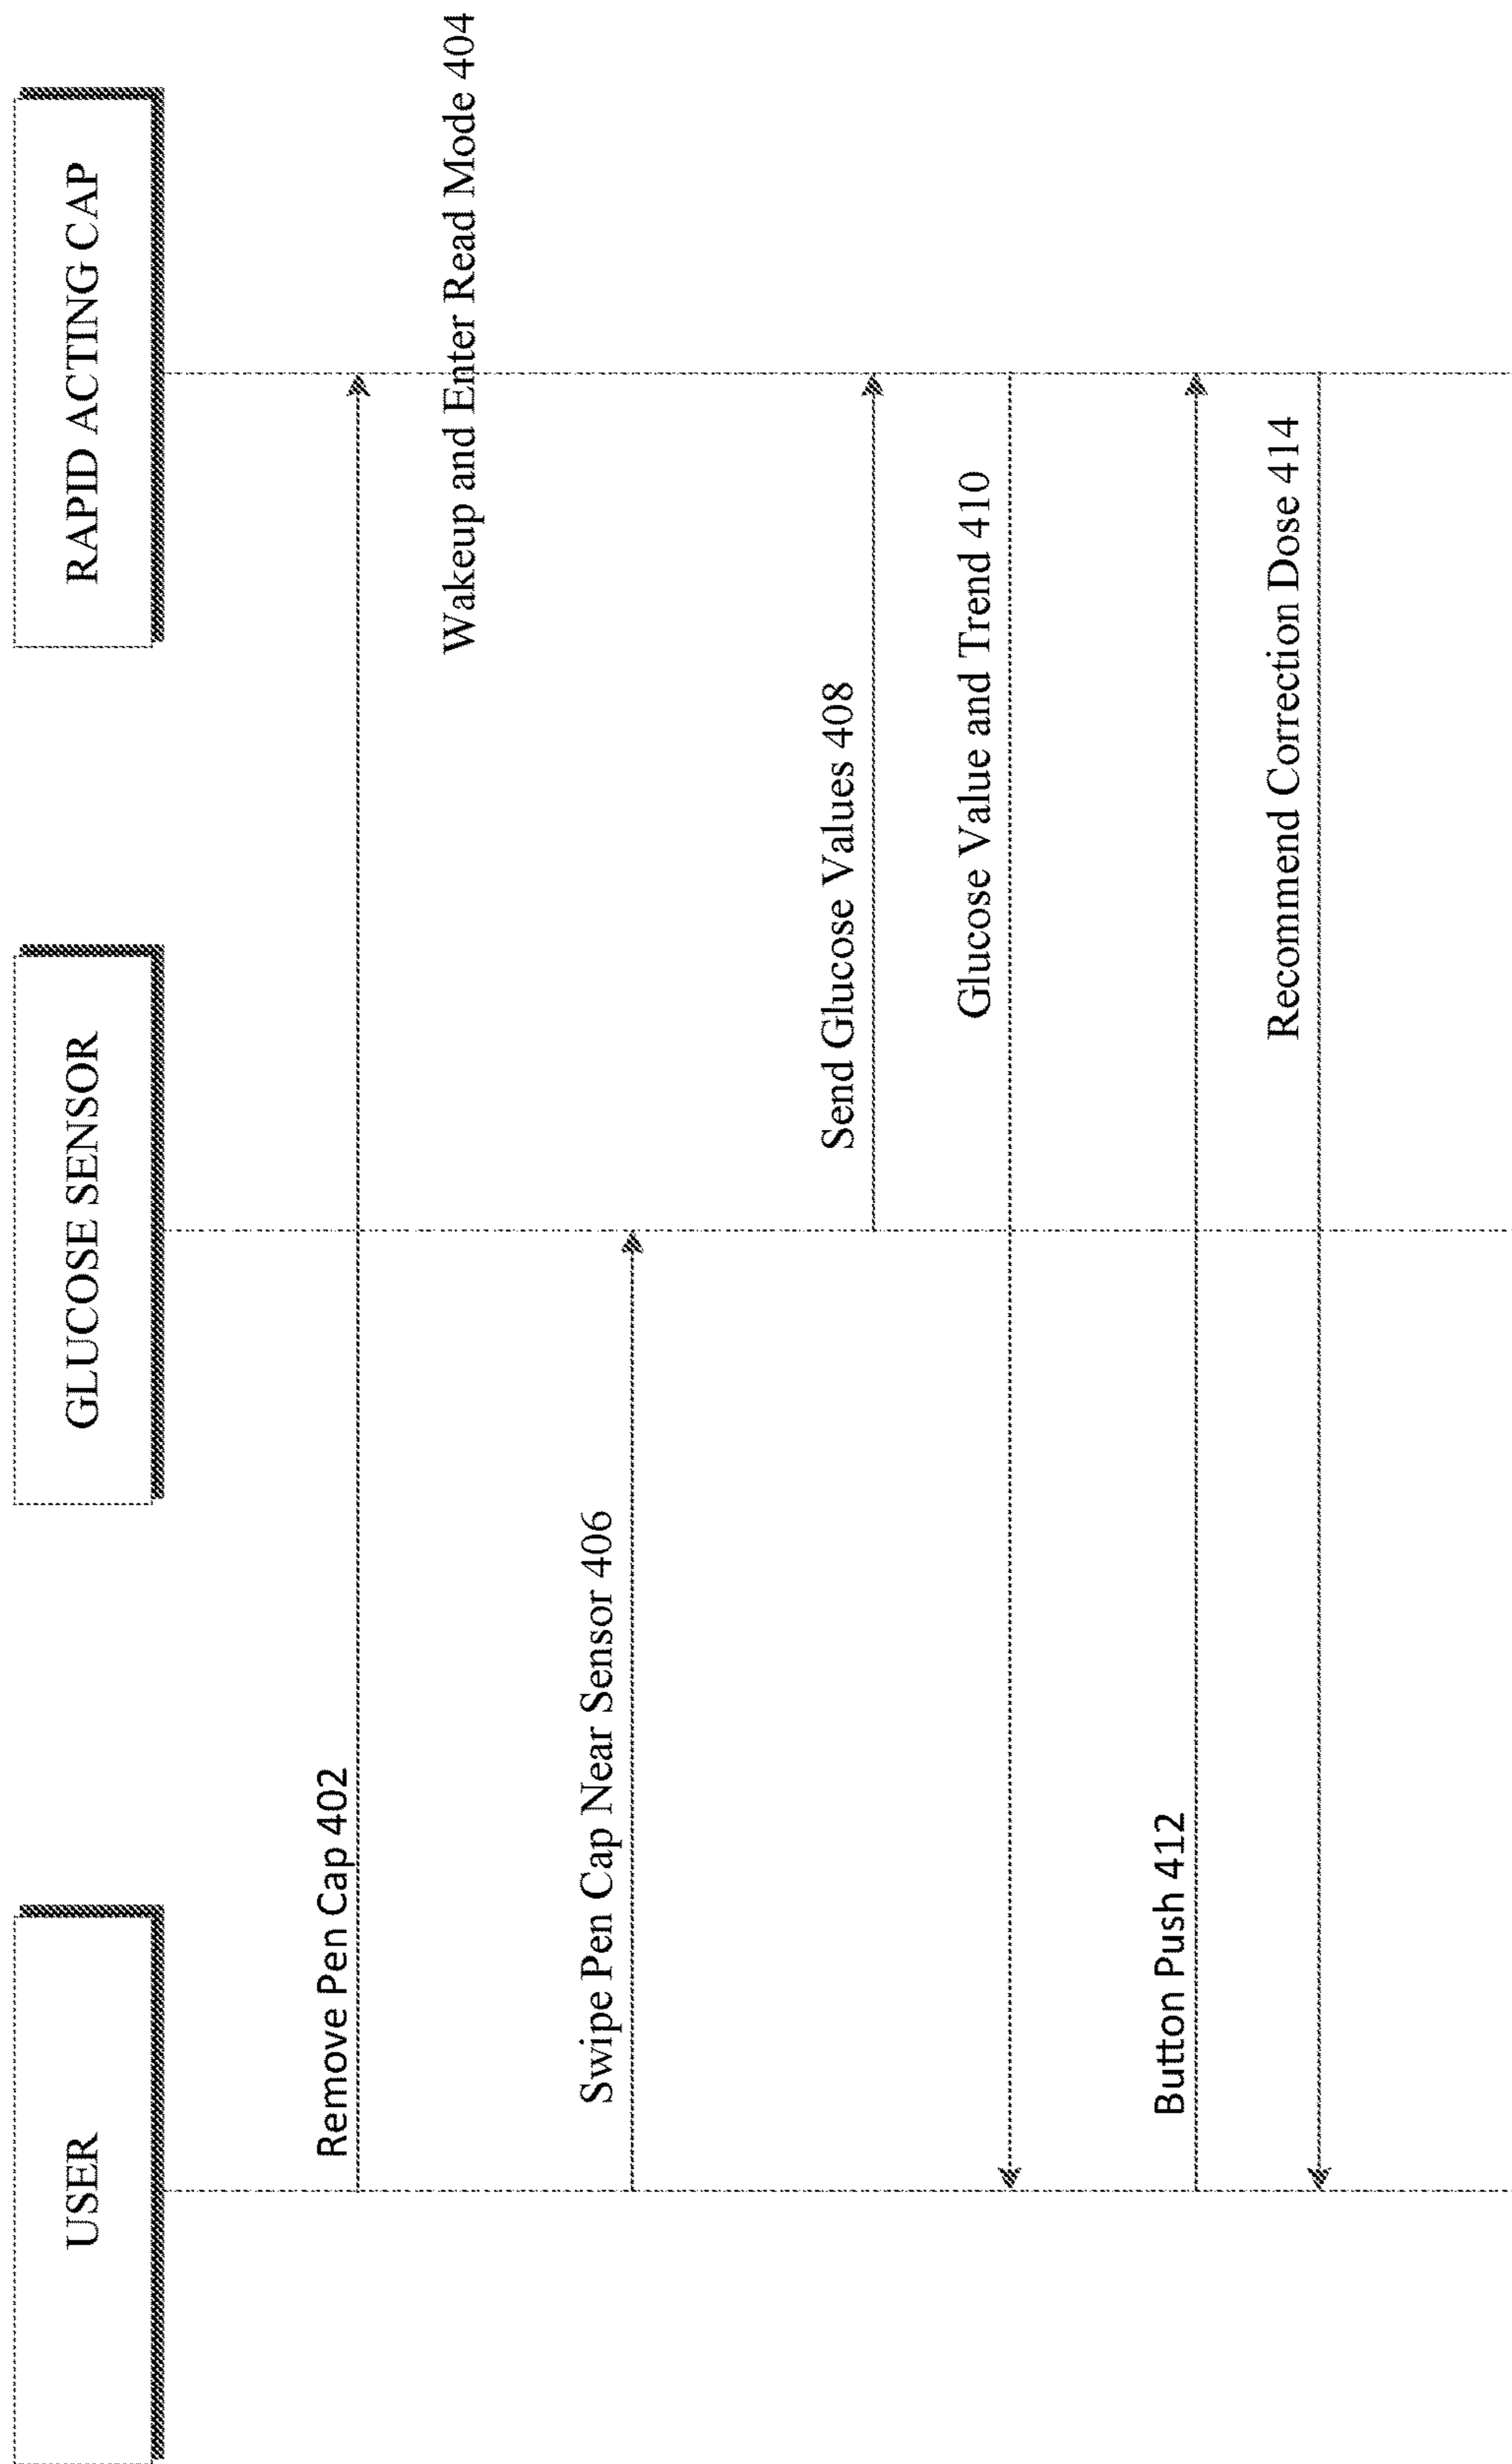 USER
GLUCOSE SENSOR
RAPID ACTING CAP
Remove Pen Cap 402
Wakeup and Enter Read Mode 404
Swipe Pen Cap Near Sensor 406
Send Glucose Values 408
Glucose Value and Trend 410
Button Push 412
Recommend Correction Dose 414